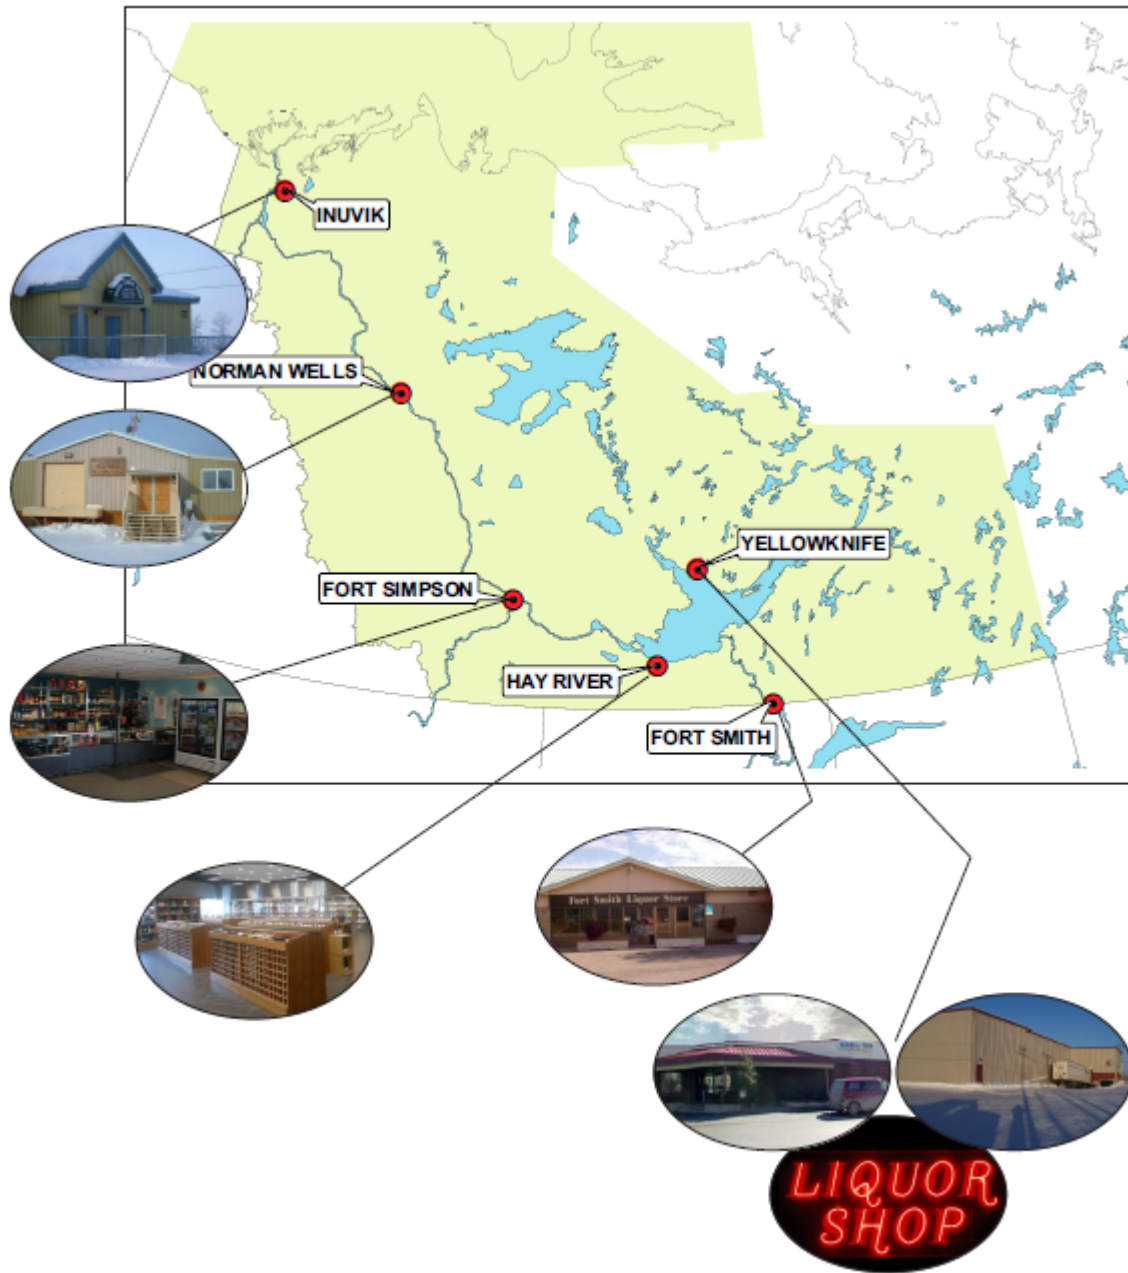 INUVIK
NORMAN WELLS
YELLOWKNIFE
FORT SIMPSON
HAY RIVER
FORT SMITH
Fort Smith Liquor Store
LIQUOR
SHOP